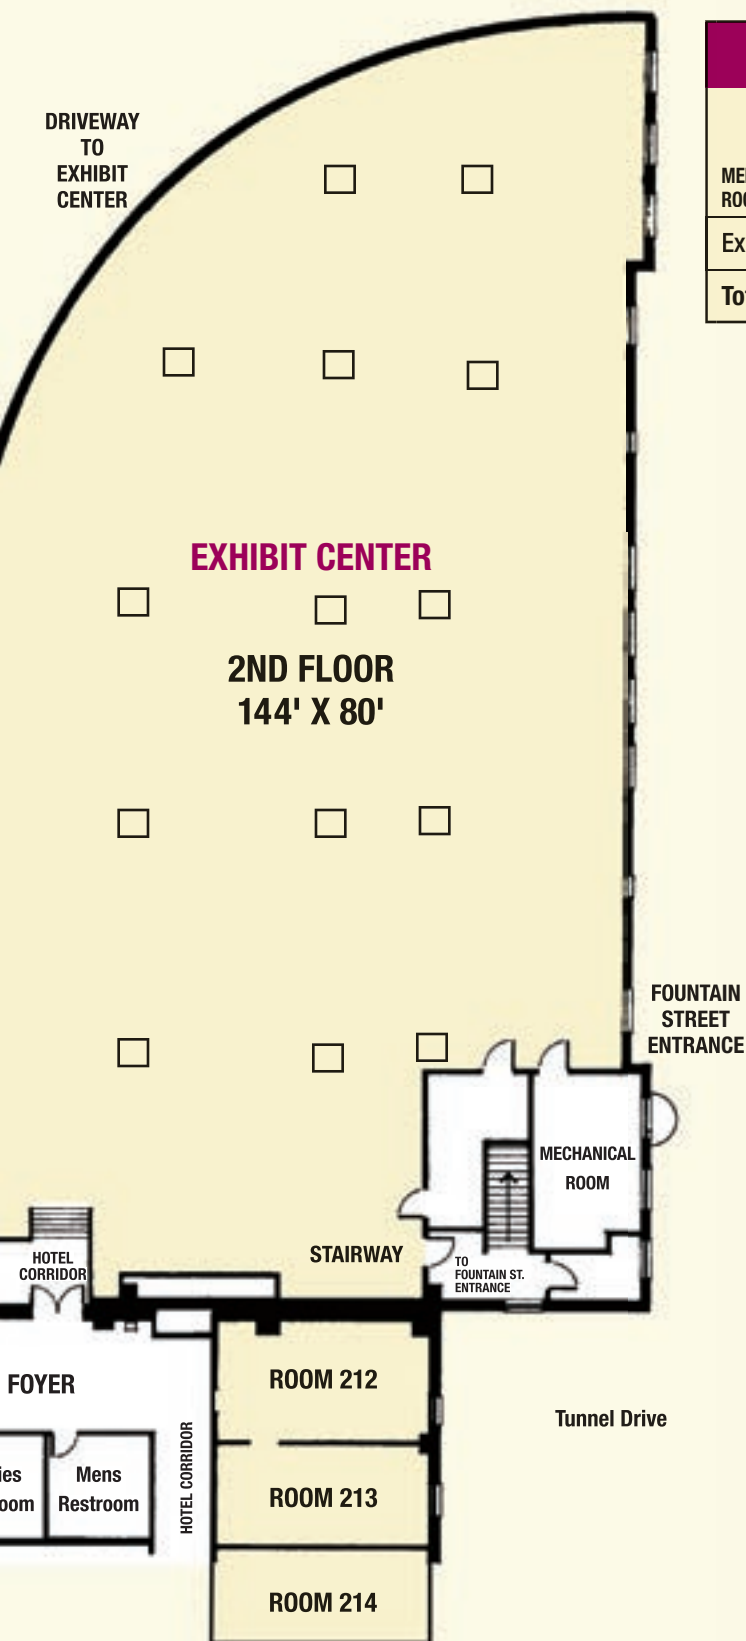 DRIVEWAY
TO
EXHIBIT
CENTER
Ex
EXHIBIT CENTER
2ND FLOOR
144' X 80'
FOUNTAIN
STREET
ENTRANCE
MECHANICAL
ROOM
STAIRWAY
TO
FOUNTAIN ST.
ENTRANCE
HOTEL
CORRIDOR
FOYER
ROOM 212
Tunnel Drive
HOTEL CORRIDOR
Mens
Restroom
ROOM 213
ROOM 214